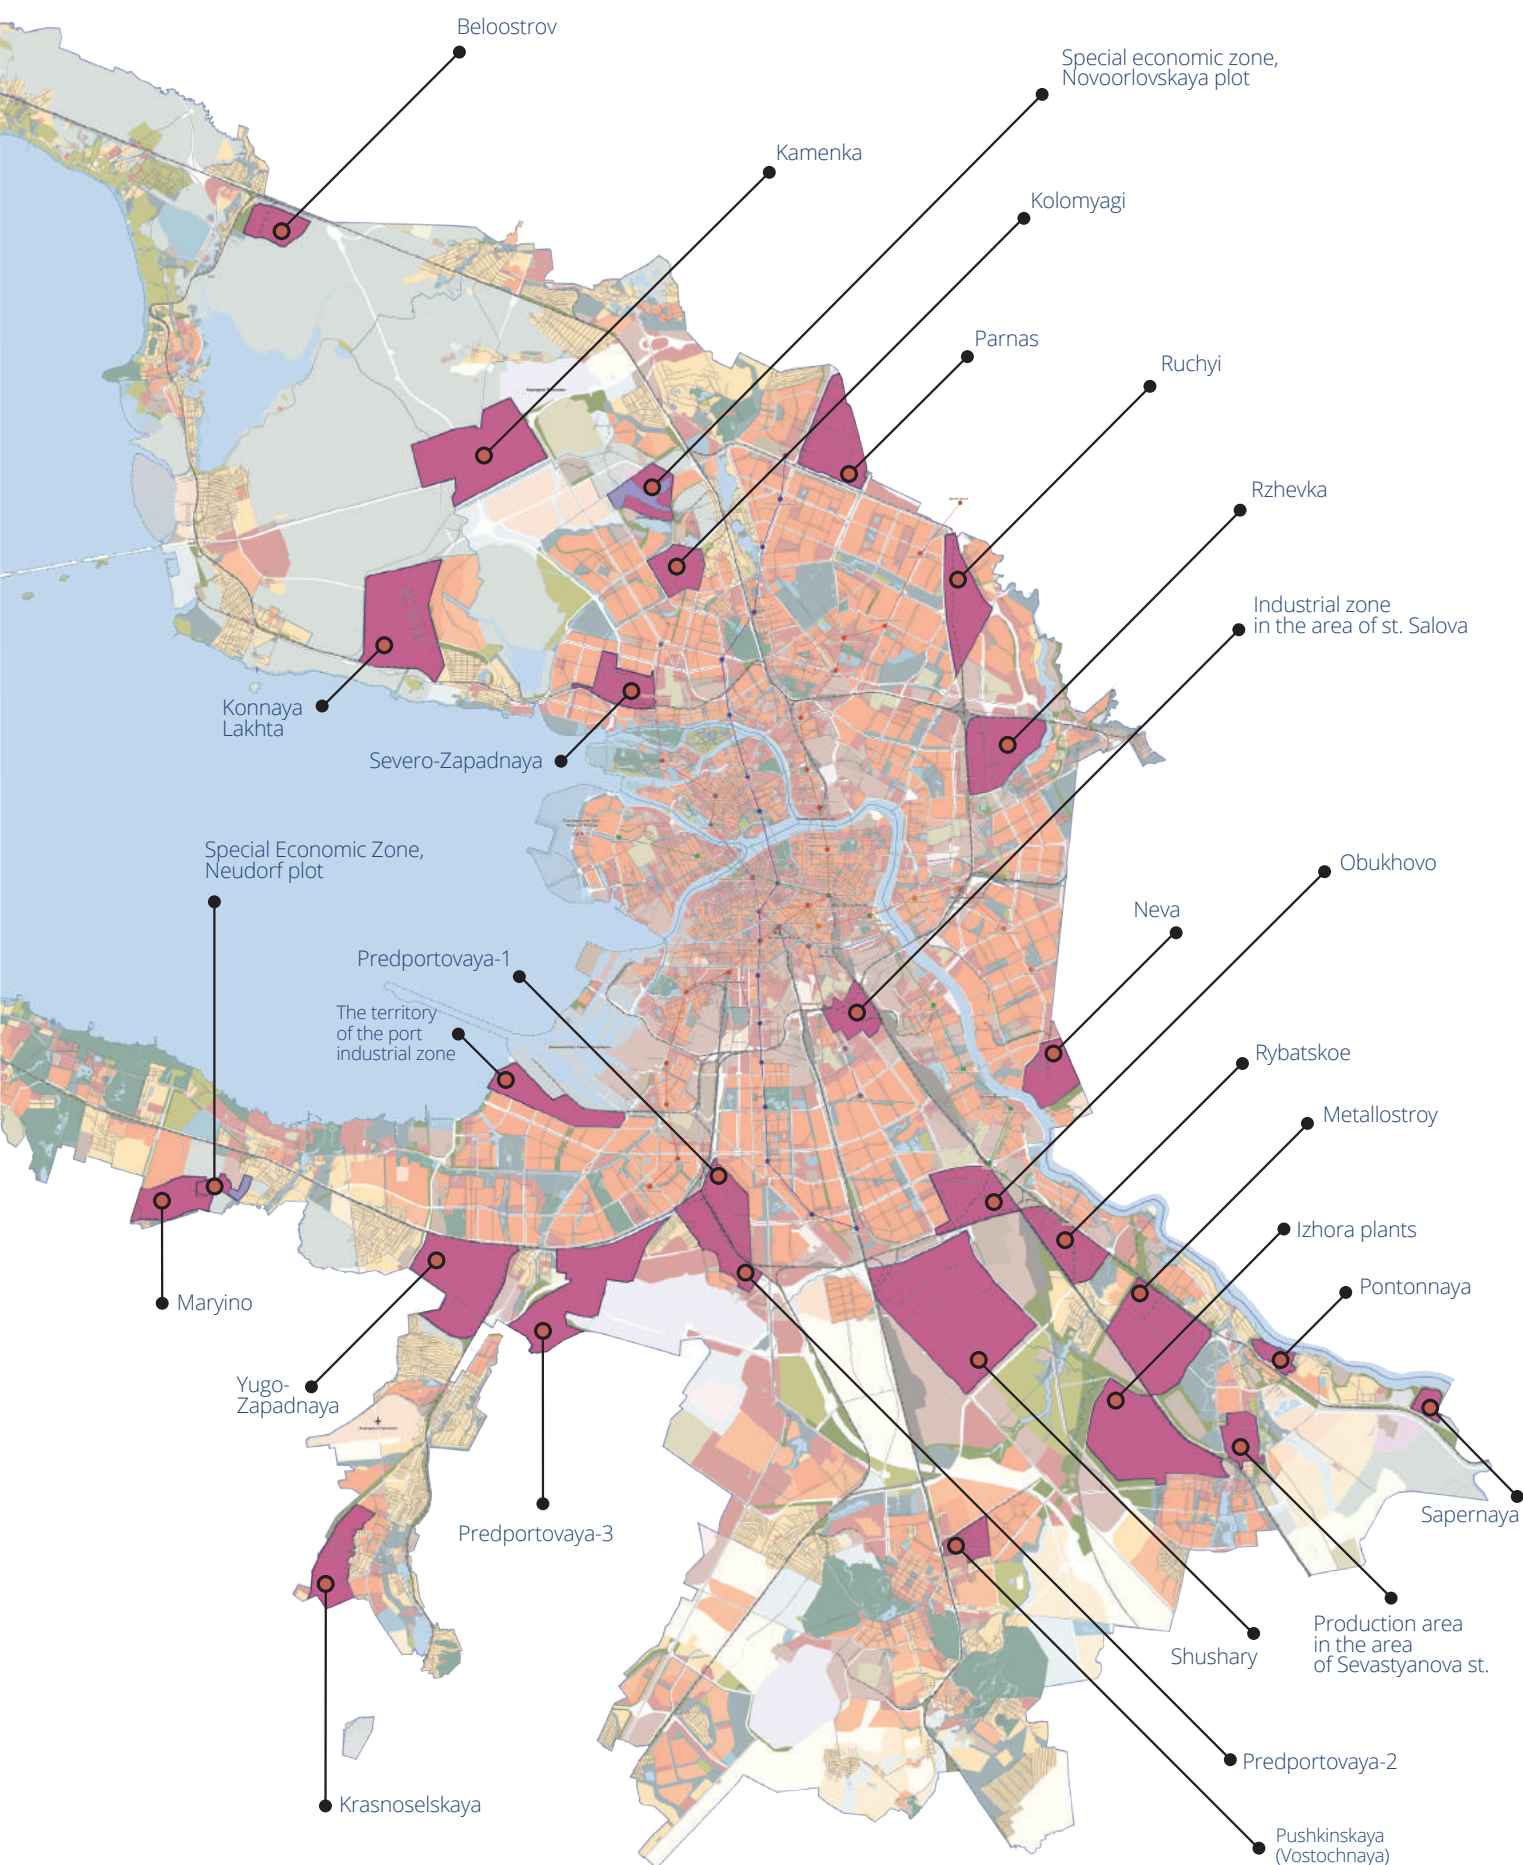 Beloostrov
Special economic zone,
Novoorlovskaya plot
Kamenka
Kolomyagi
Parnas
Ruchyi
Rzhevka
Industrial zone
in the area of st. Salova
Konnaya
Lakhta
Severo-Zapadnaya
Special Economic Zone,
Neudorf plot
Obukhovo
Neva
Predportovaya-1
The territory
of the port
industrial zone
Rybatskoe
Metallostroy
Izhora plants
Pontonnaya
Maryino
Yugo-
Zapadnaya
Sapernaya
Predportovaya-3
Production area
in the area
of Sevastyanova st.
Shushary
Predportovaya-2
Krasnoselskaya
Pushkinskaya
(Vostochnaya)